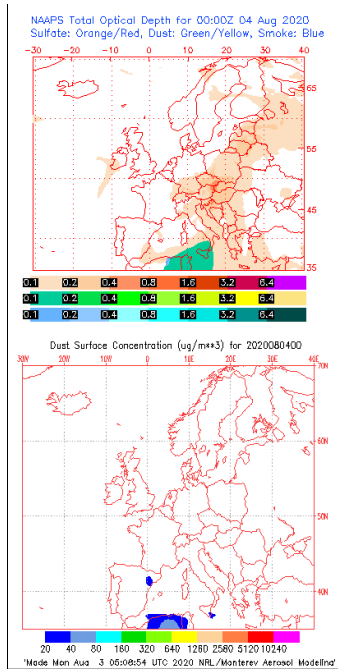 NAAPS Total Optical Depth for 00:00Z 04 Aug 2020
Sulfate: Orange/Red, Dust: Green/Yellow, Smoke: Blue
-30 -20 -10 0 10 20 30 40
65
55
45
35
0.1 0.2 0.4 0.8 1.6 3.2 6.4
0.1 0.2 0.4 0.8 1.6 3.2 6.4
0.1 0.2 0.4 0.8 1.6 3.2 6.4
Dust Surface Concentration (ug/m**3) for 2020080400
30W 20W 10W 0 10E 20E 30E 40E
70N
60N
50N
40N
20 40 80 160 320 640 1280 2560 5120 10240
'Made Mon Aug 3 05:08:54 UTC 2020 NRL/Monterey Aerosol Modeling'